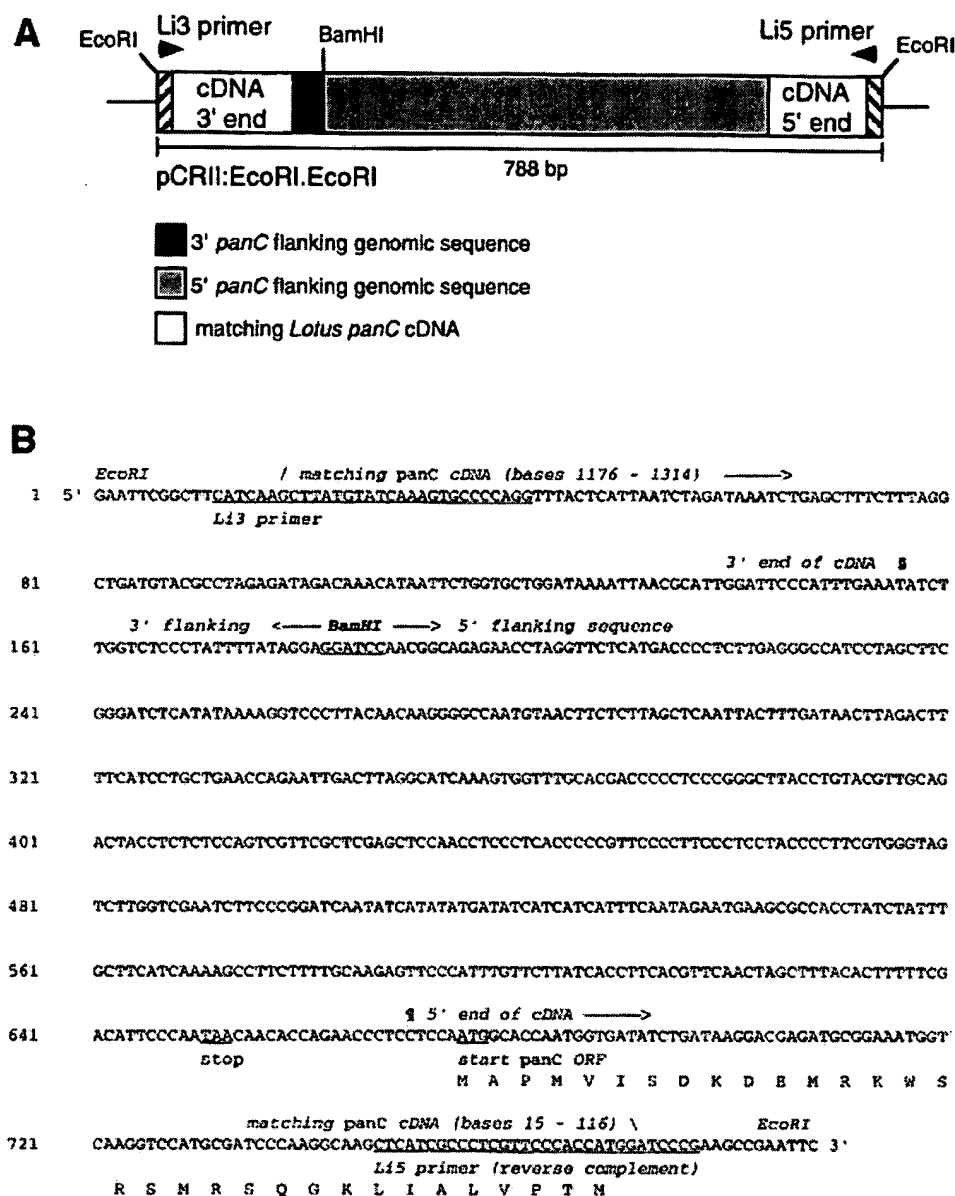 A
Li3 primer
EcoRI
BamHI
Li5 primer
EcoRI
cDNA 3' end
cDNA 5' end
788 bp
pCRII:EcoRI.EcoRI
3' panC flanking genomic sequence
5' panC flanking genomic sequence
matching Lotus panC cDNA
B
EcoRI / matching panC cDNA (bases 1176 - 1314) ———>
1 5' GAATTCGGCTTCATCAAGCTTATGTATCAAAGTGCCCCAGGTTTACTCATTAATCTAGATAAATCTGAGCTTTCTTTAGG
Li3 primer
3' end of cDNA §
81 CTGATGTACGCCTAGAGATAGACAAACATAATTCTGGTGCTGGATAAAATTAACGCATTGGATTCCCATTTGAAATATCT
3' flanking <—— BamHI ——> 5' flanking sequence
161 TGGTCTCCCTATTTTATAGGAGGATCCAACGGCAGAGAACCTAGGTTCTCATGACCCCTCTTGAGGGCCATCCTAGCTTC
241 GGGATCTCATATAAAAGGTCCCTTACAACAAGGGGCCAATGTAACTTCTCTTAGCTCAATTACTTTGATAACTTAGACTT
321 TTCATCCTGCTGAACCAGAATTGACTTAGGCATCAAAGTGGTTTGCACGACCCCCTCCCGGGCTTACCTGTACGTTGCAG
401 ACTACCTCTCTCCAGTCGTTCGCTCGAGCTCCAACCTCCCTCACCCCCGTTCCCCTTCCCTCCTACCCCTTCGTGGGTAG
481 TCTTGGTCGAATCTTCCCGGATCAATATCATATATGATATCATCATCATTTCAATAGAATGAAGCGCCACCTATCTATTT
561 GCTTCATCAAAAGCCTTCTTTTGCAAGAGTTCCCATTTGTTCTTATCACCTTCACGTTCAACTAGCTTTACACTTTTTCG
¶ 5' end of cDNA ———>
641 ACATTCCCAATAACAACACCAGAACCCTCCTCCAATGGCACCAATGGTGATATCTGATAAGGACGAGATGCGGAAATGGT
stop start panC ORF
M A P M V I S D K D E M R K W S
matching panC cDNA (bases 15 - 116) \ EcoRI
721 CAAGGTCCATGCGATCCCAAGGCAAGCTCATCGCCCTCGTTCCCACCATGGATCCCGAAGCCGAATTC 3'
Li5 primer (reverse complement)
R S M R S Q G K L I A L V P T M